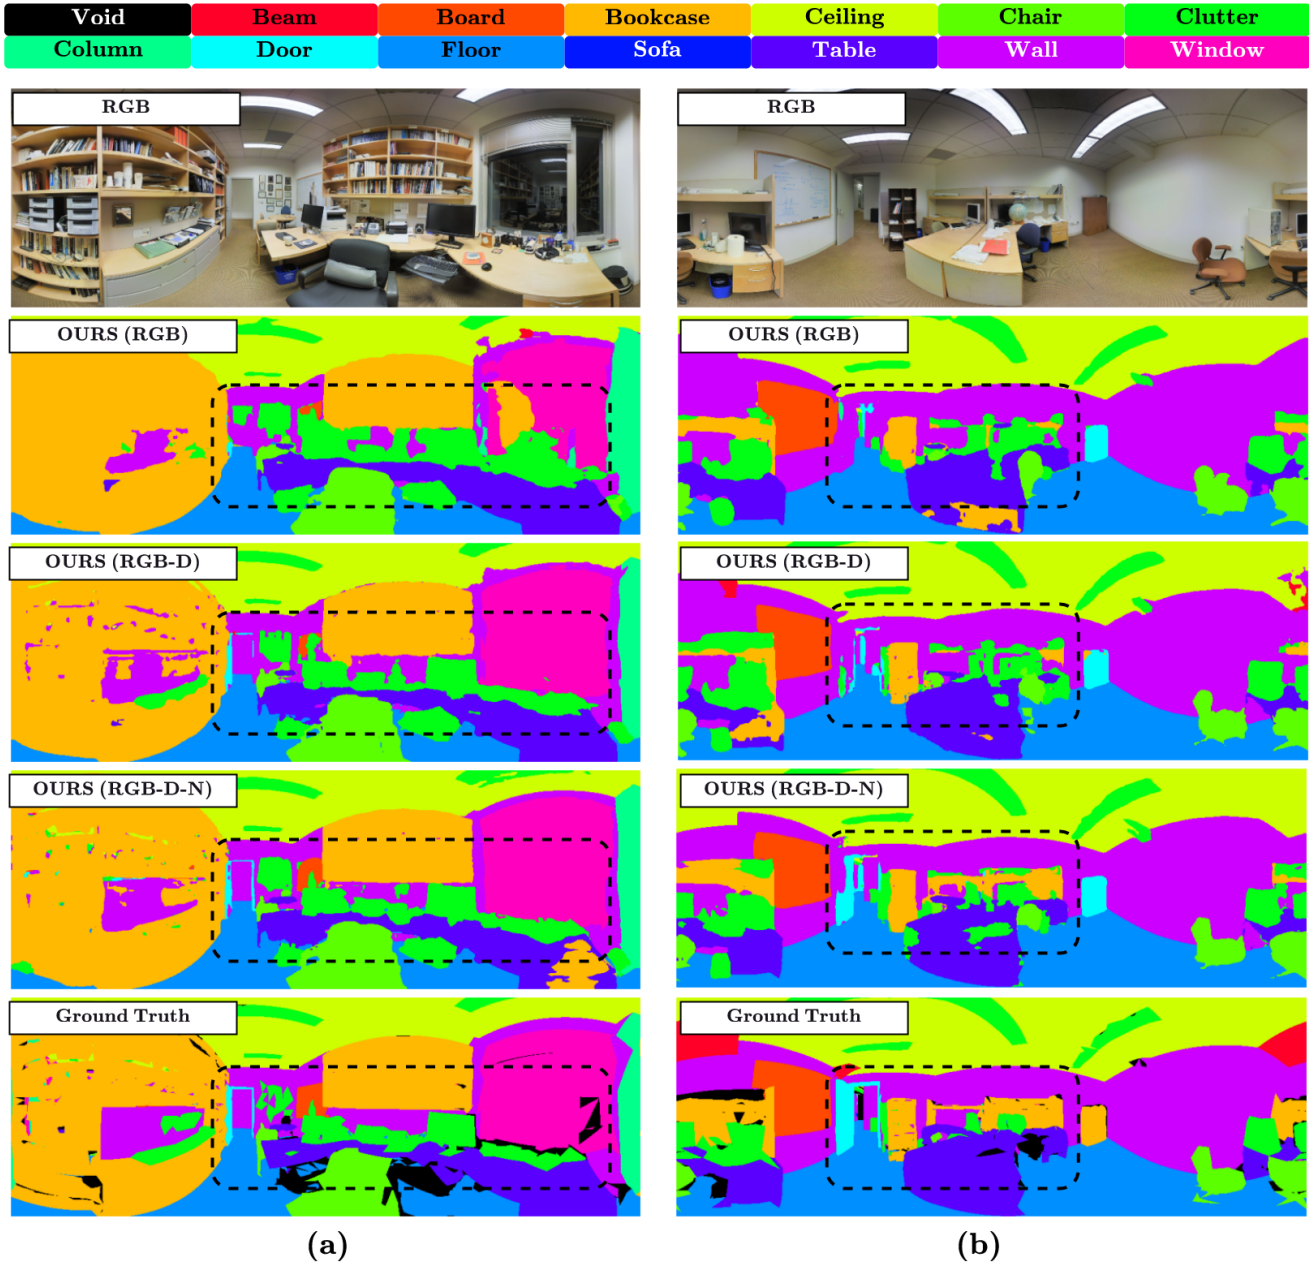 Void Beam Board Bookcase Ceiling Chair Clutter
Column Door Floor Sofa Table Wall Window
RGB RGB
OURS (RGB) OURS (RGB)
OURS (RGB-D) OURS (RGB-D)
OURS (RGB-D-N) OURS (RGB-D-N)
Ground Truth Ground Truth
(a) (b)